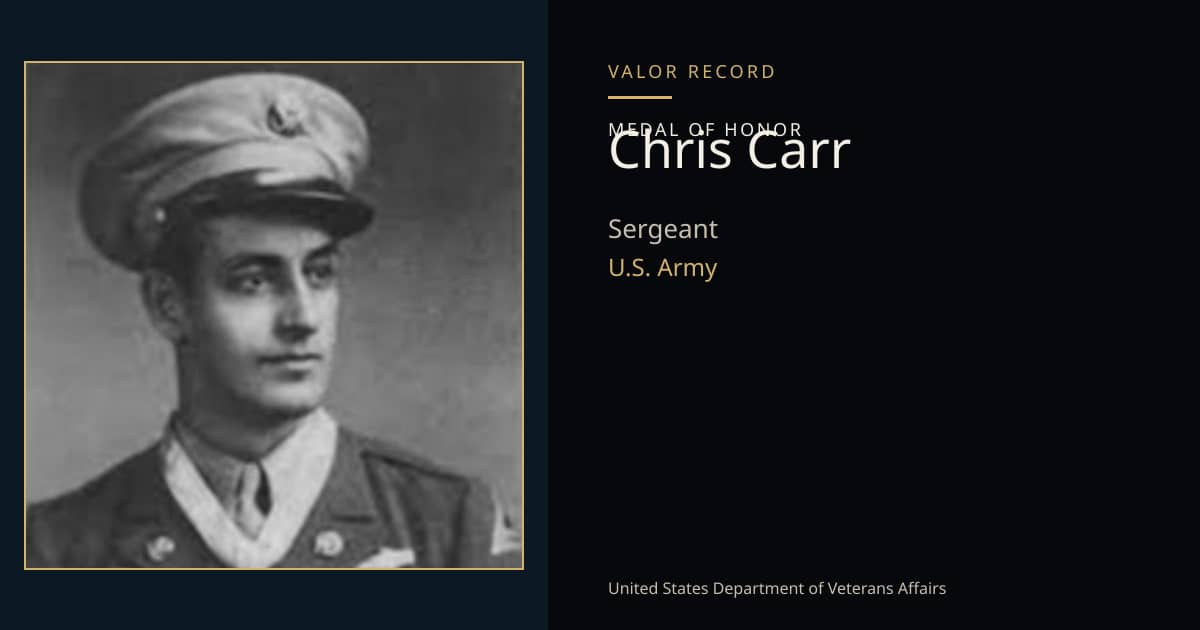 VALOR RECORD
MEDAL OF HONOR
Chris Carr
Sergeant
U.S. Army
United States Department of Veterans Affairs